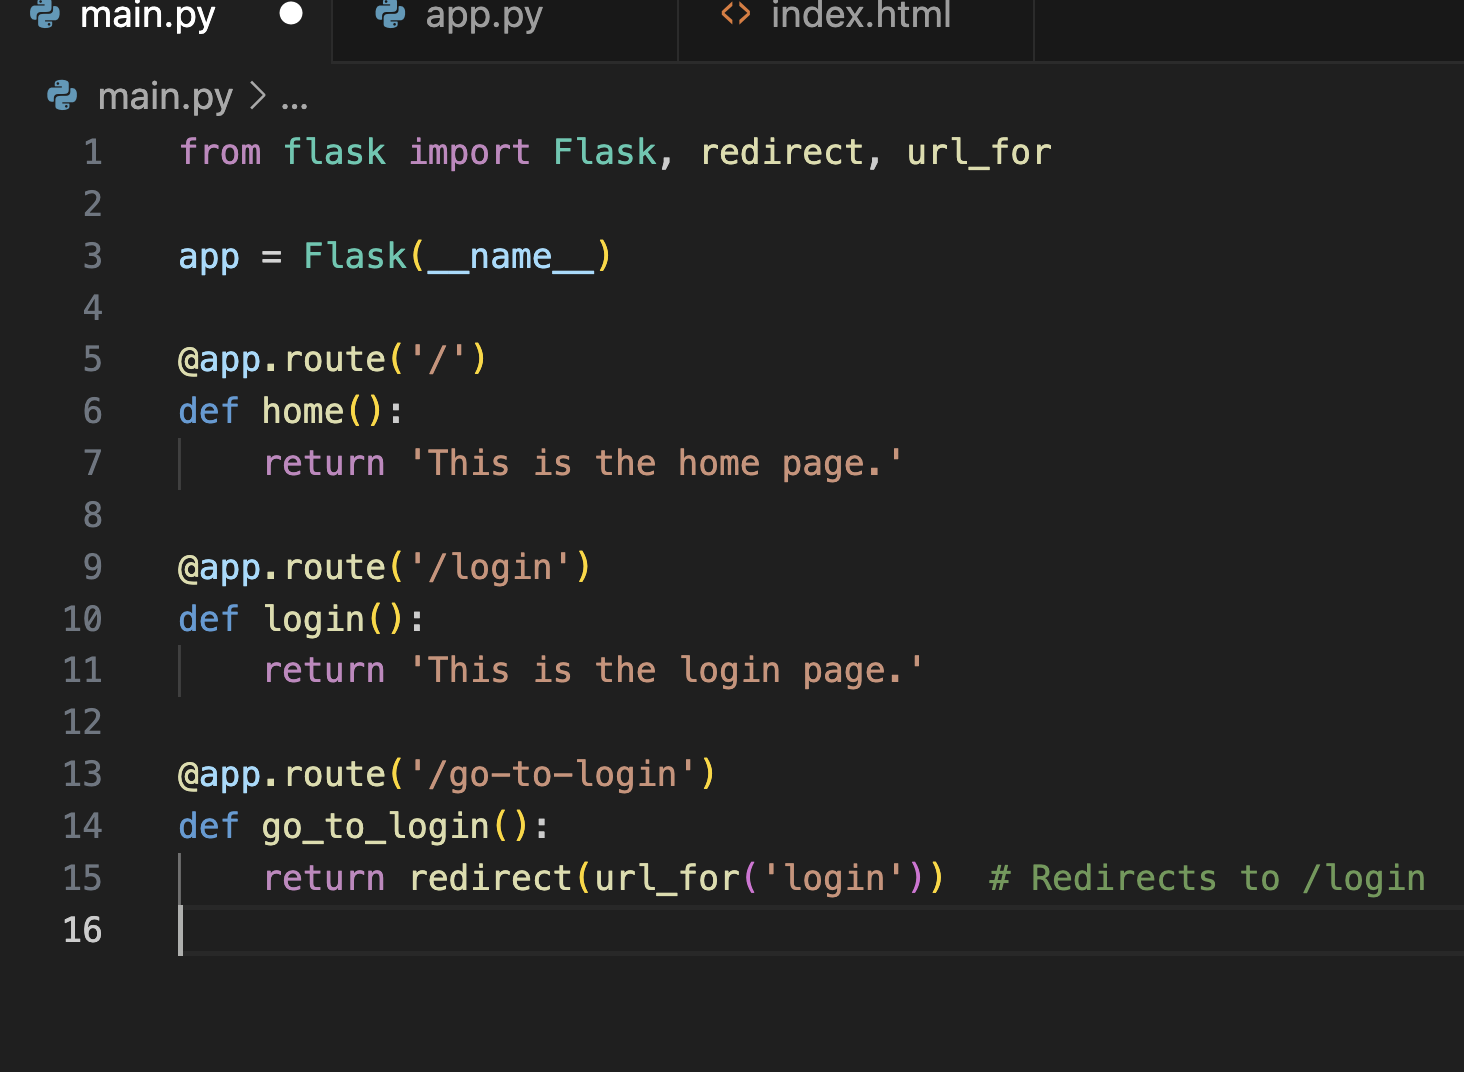 main.py app.py index.html
main.py > ...
1 from flask import Flask, redirect, url_for
2
3 app = Flask(__name__)
4
5 @app.route('/')
6 def home():
7     return 'This is the home page.'
8
9 @app.route('/login')
10 def login():
11     return 'This is the login page.'
12
13 @app.route('/go-to-login')
14 def go_to_login():
15     return redirect(url_for('login'))  # Redirects to /login
16